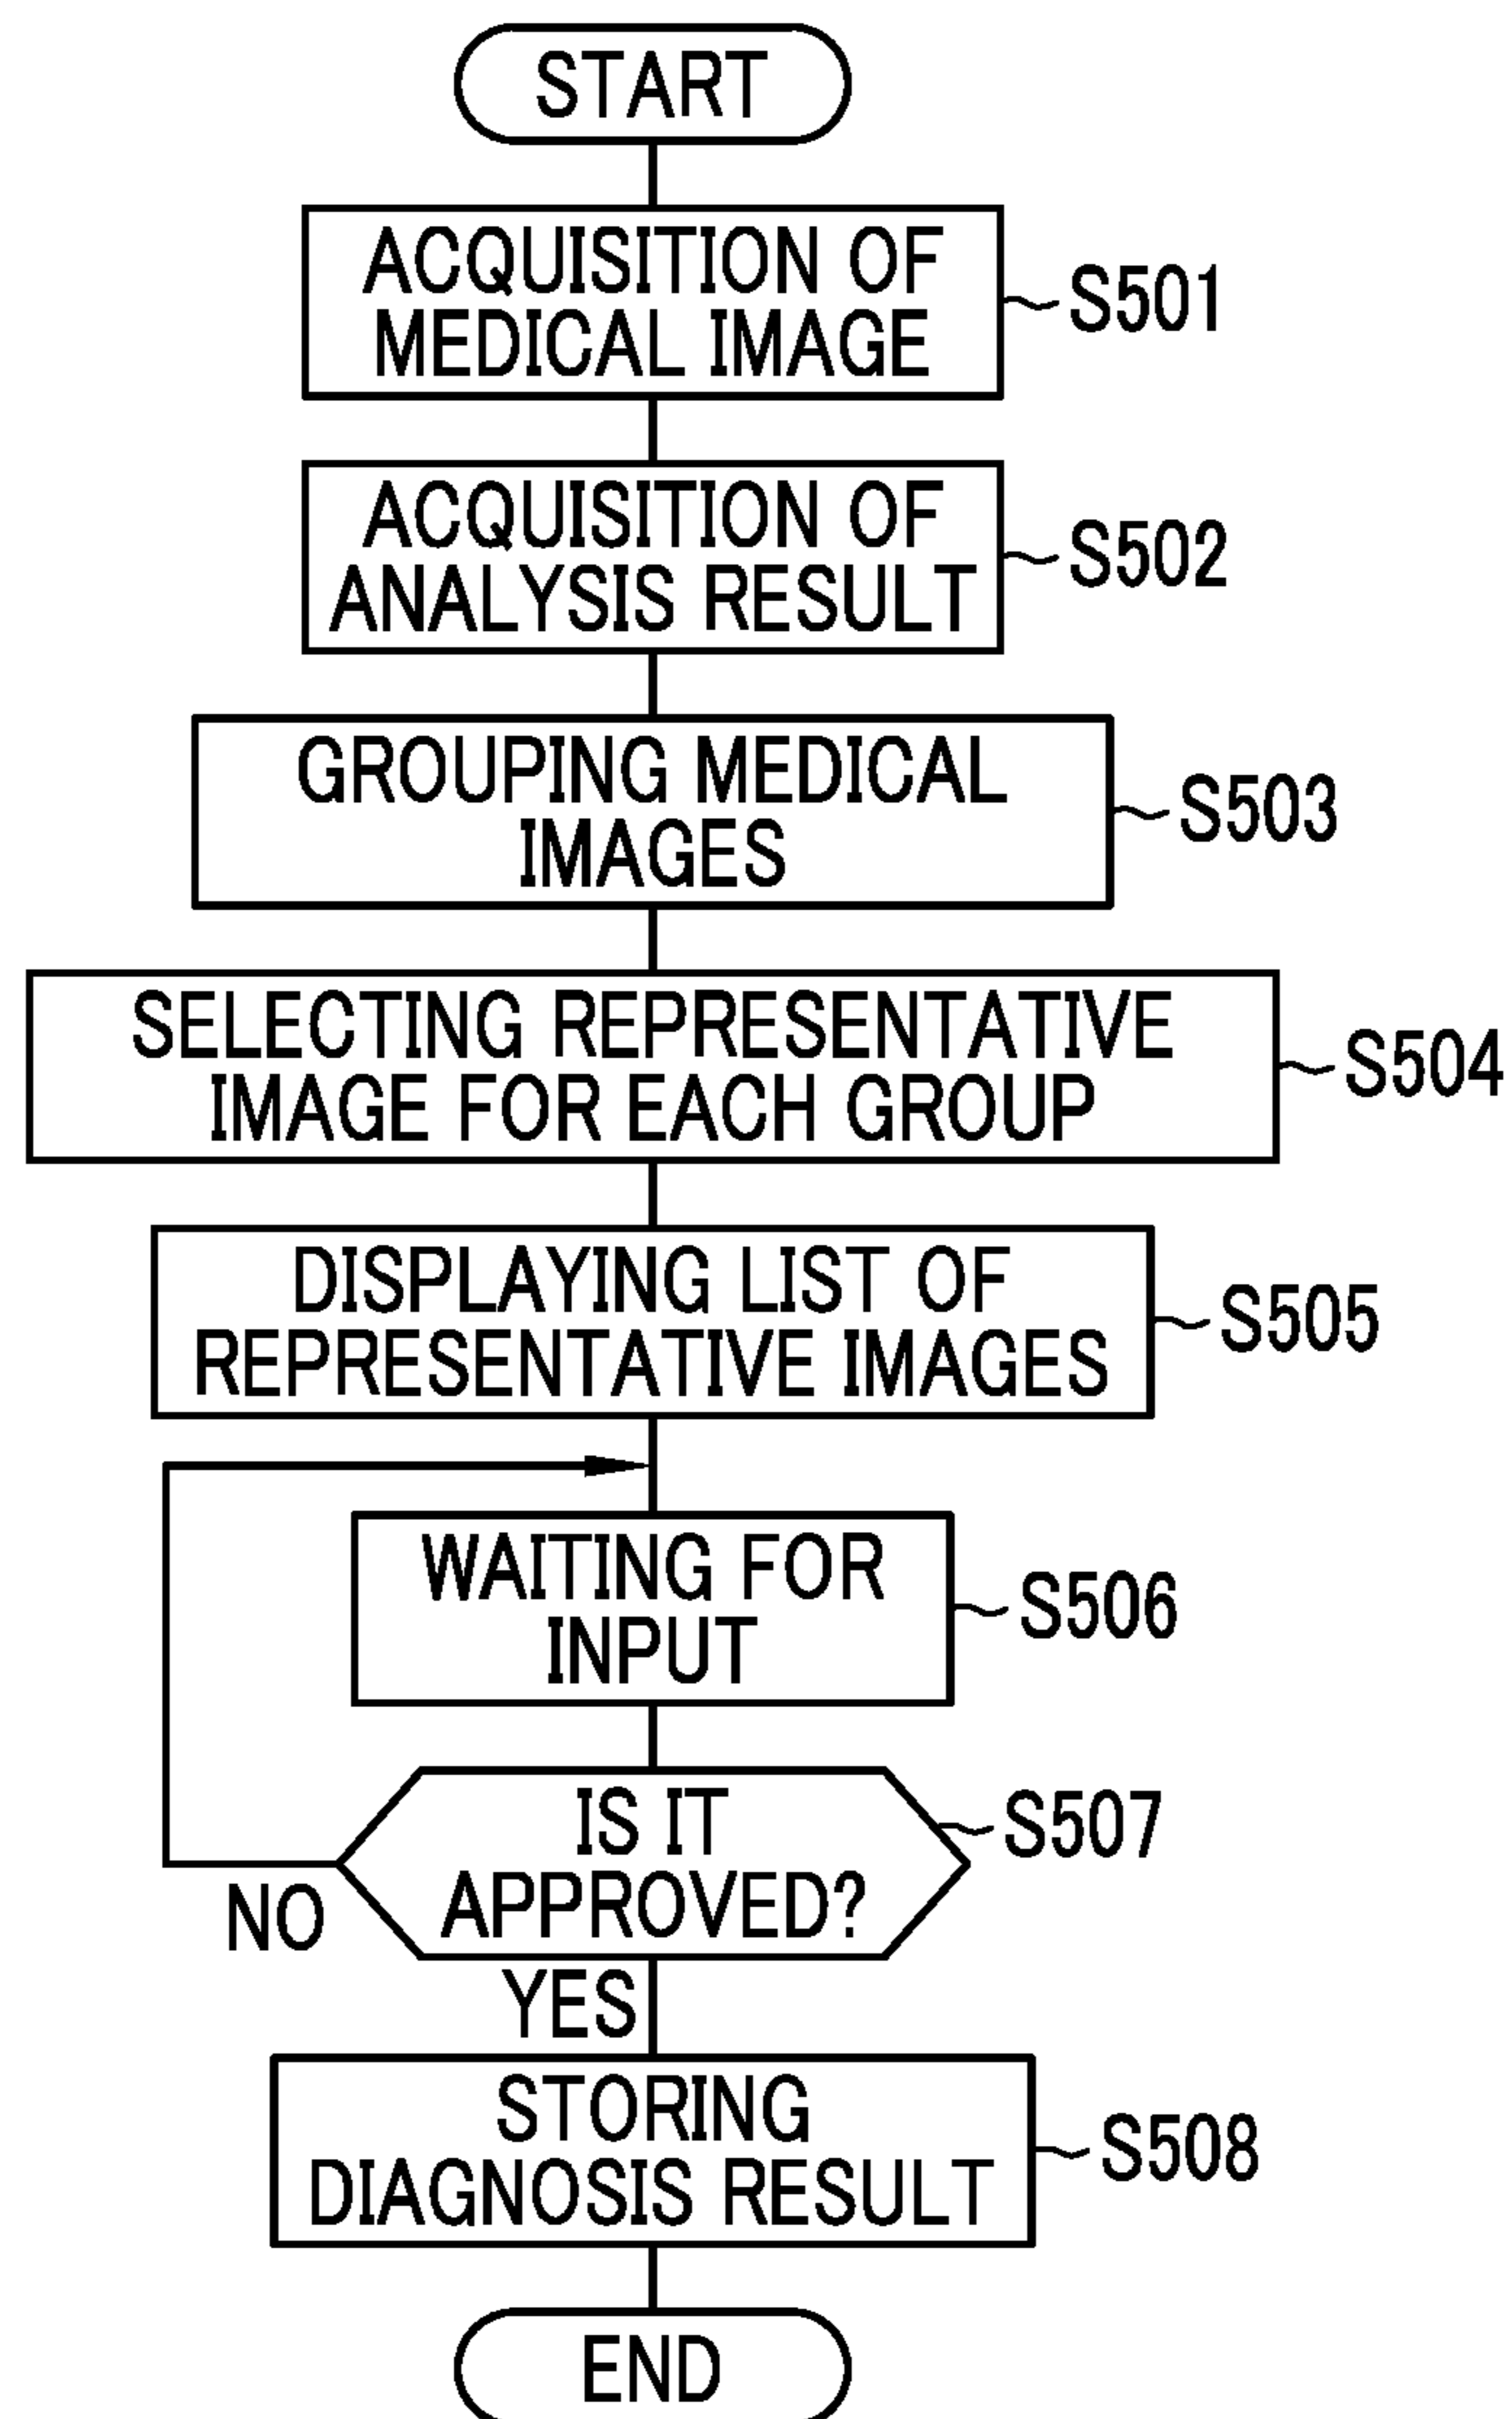 START
ACQUISITION OF
MEDICAL IMAGE
S501
ACQUISITION OF
ANALYSIS RESULT
S502
GROUPING MEDICAL
IMAGES
S503
SELECTING REPRESENTATIVE
IMAGE FOR EACH GROUP
S504
DISPLAYING LIST OF
REPRESENTATIVE IMAGES
S505
WAITING FOR
INPUT
S506
IS IT
APPROVED?
S507
NO
YES
STORING
DIAGNOSIS RESULT
S508
END